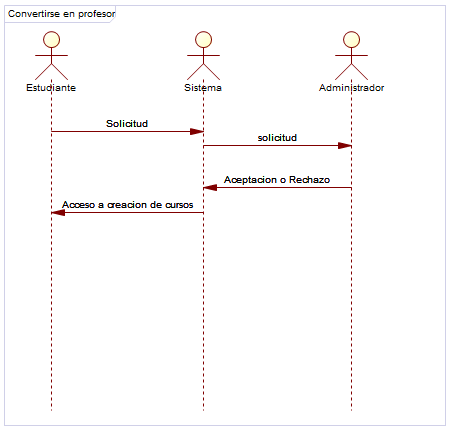 Convertirse en profesor
Estudiante
Sistema
Administrador
Solicitud
solicitud
Aceptacion o Rechazo
Acceso a creacion de cursos